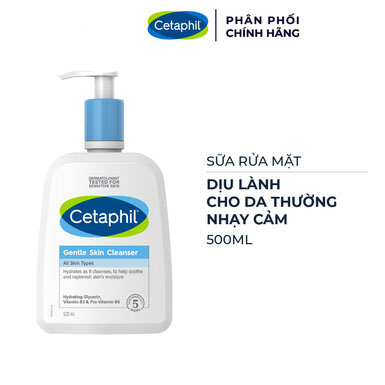 Cetaphil
PHÂN PHỐI
CHÍNH HÃNG
DERMATOLOGIST
TESTED FOR
SENSITIVE SKIN
Cetaphil
Gentle Skin Cleanser
All Skin Types
Hydrates as it cleanses, to help soothe
and replenish skin's moisture
Hydrating Glycerin,
Vitamin B3 & Pro-Vitamin B5
5
500 ml
SỮA RỬA MẶT
DỊU LÀNH
CHO DA THƯỜNG
NHẠY CẢM
500ML